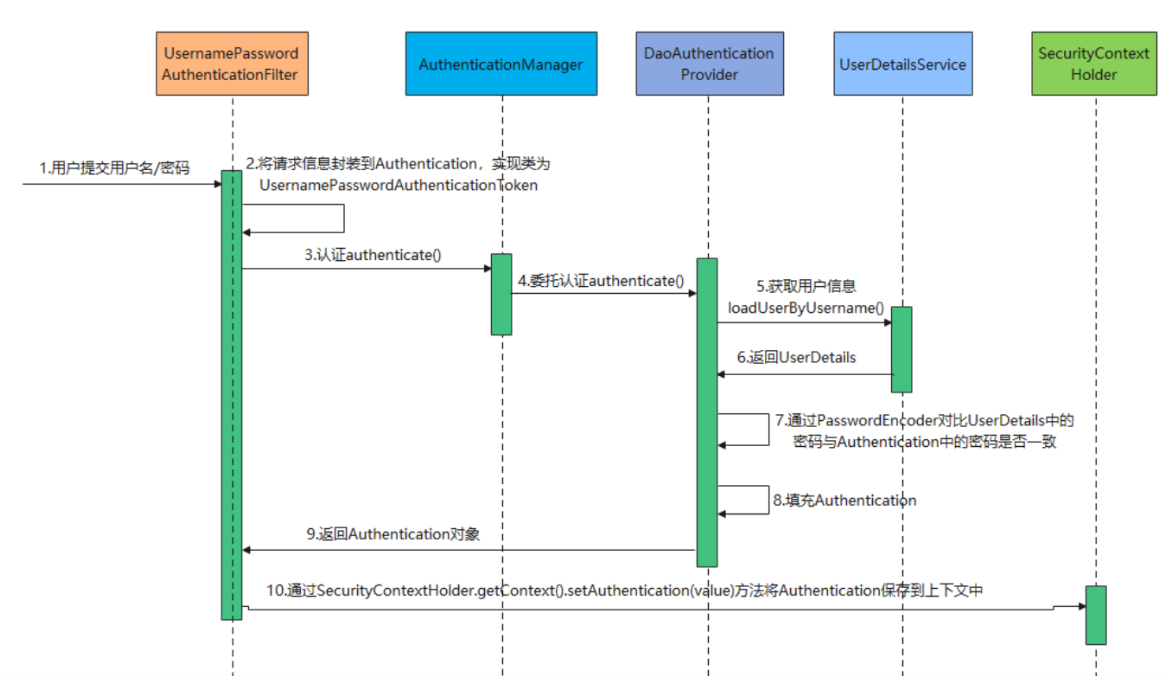 UsernamePassword
AuthenticationFilter
AuthenticationManager
DaoAuthentication
Provider
UserDetailsService
SecurityContext
Holder
1.用户提交用户名/密码
2.将请求信息封装到Authentication，实现类为
UsernamePasswordAuthenticationToken
3.认证authenticate()
4.委托认证authenticate()
5.获取用户信息
loadUserByUsername()
6.返回UserDetails
7.通过PasswordEncoder对比UserDetails中的
密码与Authentication中的密码是否一致
8.填充Authentication
9.返回Authentication对象
10.通过SecurityContextHolder.getContext().setAuthentication(value)方法将Authentication保存到上下文中